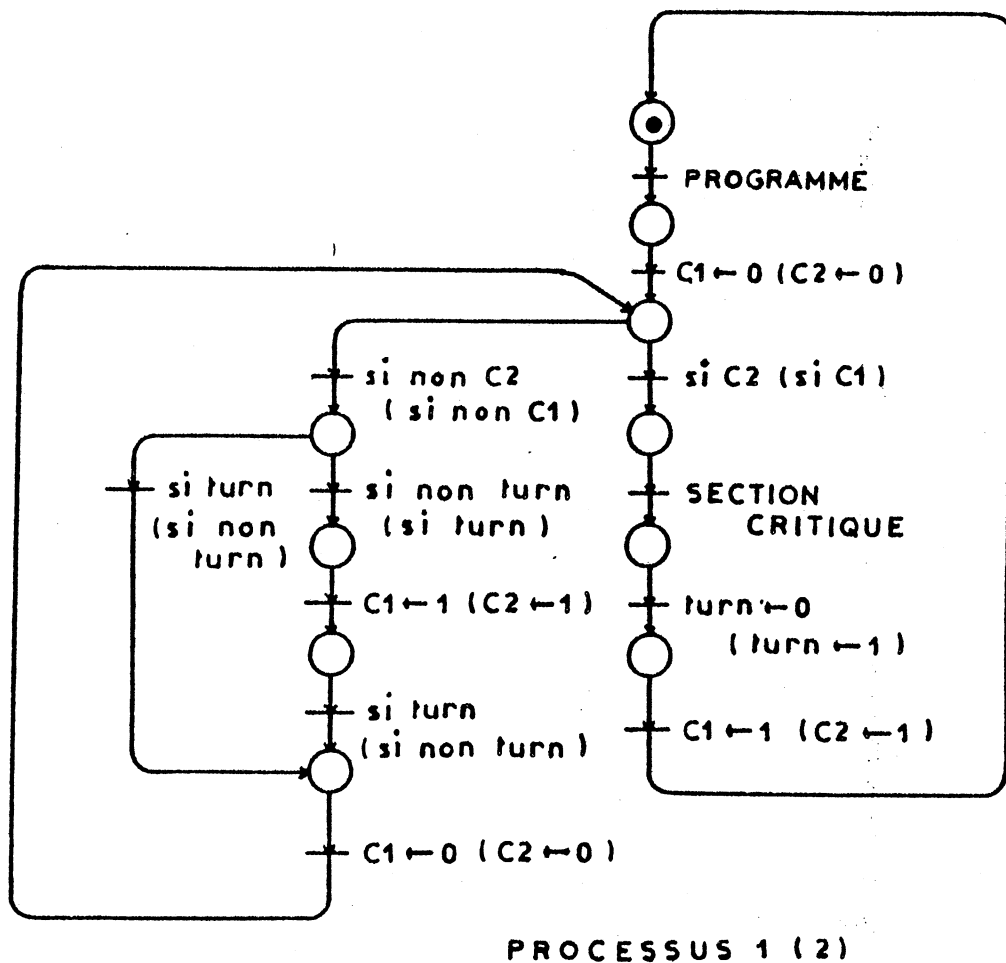 PROGRAMME
C1←0 (C2←0)
si non C2
(si non C1)
si C2 (si C1)
si turn
(si non
turn)
si non turn
(si turn)
SECTION
CRITIQUE
C1←1 (C2←1)
turn←0
(turn←1)
si turn
(si non turn)
C1←1 (C2←1)
C1←0 (C2←0)
PROCESSUS 1 (2)